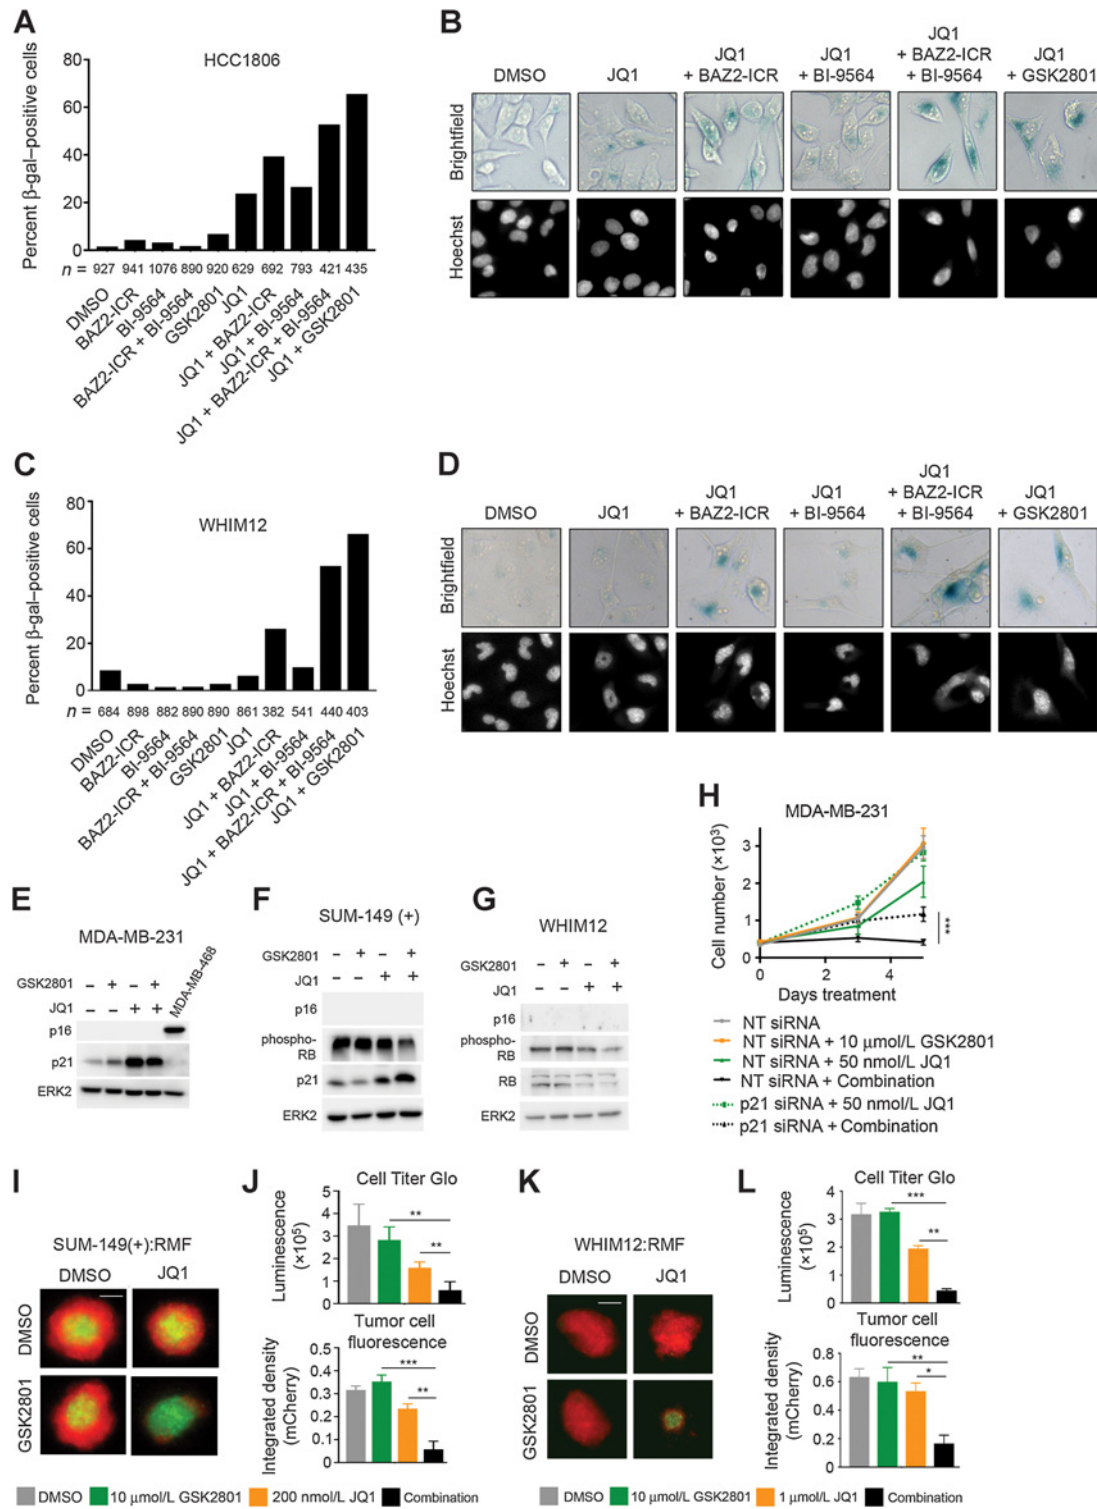 A
HCC1806
Percent β-gal–positive cells
80
60
40
20
0
n = 927 941 1076 890 920 629 692 793 421 435
DMSO
BAZ2-ICR
BI-9564
BAZ2-ICR + BI-9564
GSK2801
JQ1
JQ1 + BAZ2-ICR
JQ1 + BI-9564
JQ1 + BAZ2-ICR + BI-9564
JQ1 + GSK2801
B
DMSO
JQ1
JQ1
+ BAZ2-ICR
JQ1
+ BI-9564
JQ1
+ BAZ2-ICR
+ BI-9564
JQ1
+ GSK2801
Brightfield
Hoechst
C
WHIM12
Percent β-gal–positive cells
80
60
40
20
0
n = 684 898 882 890 890 861 382 541 440 403
DMSO
BAZ2-ICR
BI-9564
BAZ2-ICR + BI-9564
GSK2801
JQ1
JQ1 + BAZ2-ICR
JQ1 + BI-9564
JQ1 + BAZ2-ICR + BI-9564
JQ1 + GSK2801
D
DMSO
JQ1
JQ1
+ BAZ2-ICR
JQ1
+ BI-9564
JQ1
+ BAZ2-ICR
+ BI-9564
JQ1
+ GSK2801
Brightfield
Hoechst
E
MDA-MB-231
GSK2801 – + – +
JQ1 – – + +
MDA-MB-468
p16
p21
ERK2
F
SUM-149 (+)
GSK2801 – + – +
JQ1 – – + +
p16
phospho-
RB
p21
ERK2
G
WHIM12
GSK2801 – + – +
JQ1 – – + +
p16
phospho-
RB
RB
ERK2
H
MDA-MB-231
Cell number (×10³)
3
2
1
0
0 2 4
Days treatment
***
NT siRNA
NT siRNA + 10 µmol/L GSK2801
NT siRNA + 50 nmol/L JQ1
NT siRNA + Combination
p21 siRNA + 50 nmol/L JQ1
p21 siRNA + Combination
I
SUM-149(+):RMF
DMSO JQ1
DMSO
GSK2801
J
Cell Titer Glo
Luminescence
(×10⁵)
5
4
3
2
1
0
**
**
Tumor cell
fluorescence
Integrated density
(mCherry)
0.4
0.3
0.2
0.1
0
***
**
DMSO 10 µmol/L GSK2801 200 nmol/L JQ1 Combination
K
WHIM12:RMF
DMSO JQ1
DMSO
GSK2801
L
Cell Titer Glo
Luminescence
(×10⁵)
4
3
2
1
0
***
**
Tumor cell
fluorescence
Integrated density
(mCherry)
0.8
0.6
0.4
0.2
0
**
*
DMSO 10 µmol/L GSK2801 1 µmol/L JQ1 Combination